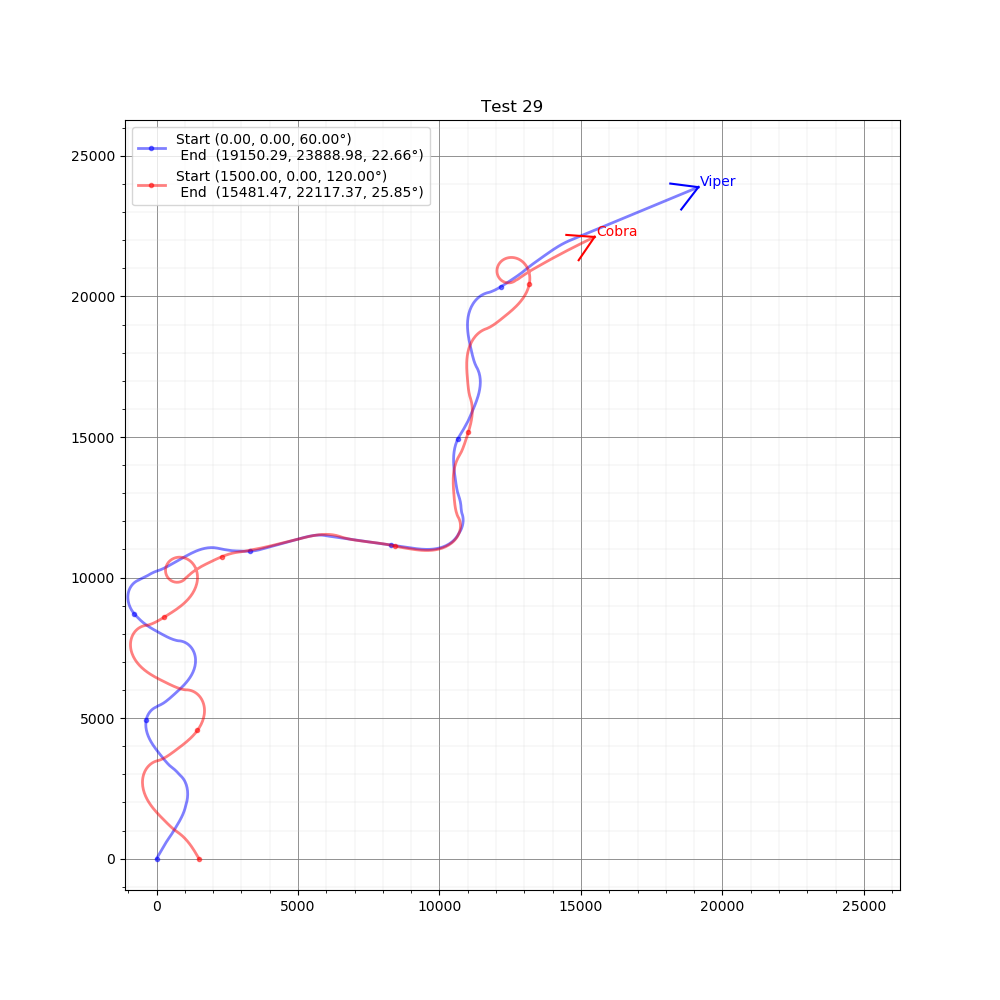 Test 29
Start (0.00, 0.00, 60.00°)
End (19150.29, 23888.98, 22.66°)
Start (1500.00, 0.00, 120.00°)
End (15481.47, 22117.37, 25.85°)
Viper
Cobra
25000
20000
15000
10000
5000
0
0 5000 10000 15000 20000 25000